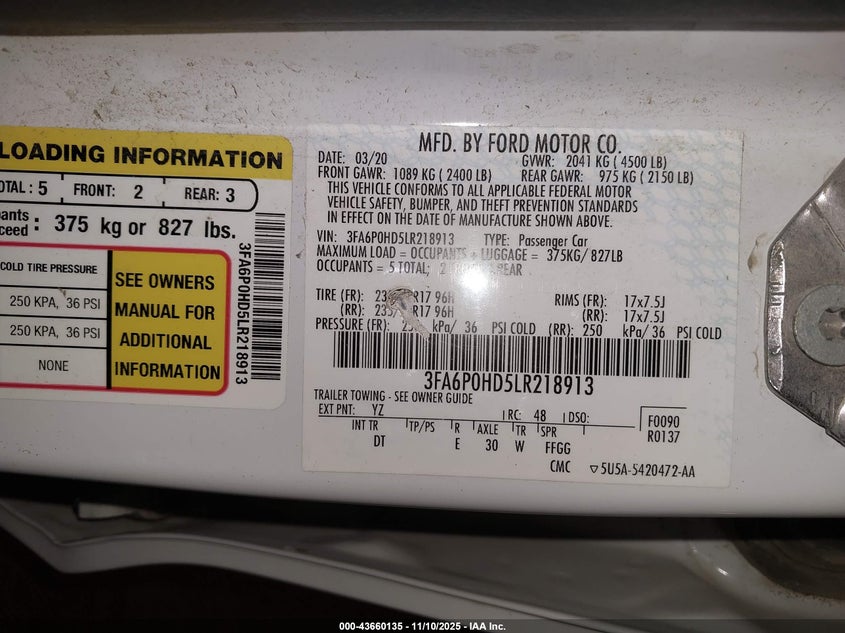 LOADING INFORMATION
OTAL : 5 FRONT: 2 REAR: 3
pants
ceed : 375 kg or 827 lbs.
COLD TIRE PRESSURE
250 KPA, 36 PSI
250 KPA, 36 PSI
NONE
SEE OWNERS
MANUAL FOR
ADDITIONAL
INFORMATION
3FA6P0HD5LR218913
MFD. BY FORD MOTOR CO.
DATE: 03/20 GVWR: 2041 KG ( 4500 LB)
FRONT GAWR: 1089 KG ( 2400 LB) REAR GAWR: 975 KG ( 2150 LB)
THIS VEHICLE CONFORMS TO ALL APPLICABLE FEDERAL MOTOR
VEHICLE SAFETY, BUMPER, AND THEFT PREVENTION STANDARDS
IN EFFECT ON THE DATE OF MANUFACTURE SHOWN ABOVE.
VIN: 3FA6P0HD5LR218913 TYPE: Passenger Car
MAXIMUM LOAD = OCCUPANTS + LUGGAGE = 375KG/ 827LB
OCCUPANTS = 5 TOTAL; 2 REAR
TIRE (FR): R17 96H RIMS (FR): 17x7.5J
(RR): R17 96H (RR): 17x7.5J
PRESSURE (FR): kPa/ 36 PSI COLD (RR): 250 kPa/ 36 PSI COLD
3FA6P0HD5LR218913
TRAILER TOWING - SEE OWNER GUIDE
EXT PNT: YZ RC: 48 DSO: F0090
INT TR TP/PS R AXLE TR SPR R0137
DT E 30 W FFGG
CMC ▽5U5A-5420472-AA
000-43660135 - 11/10/2025 - IAA Inc.